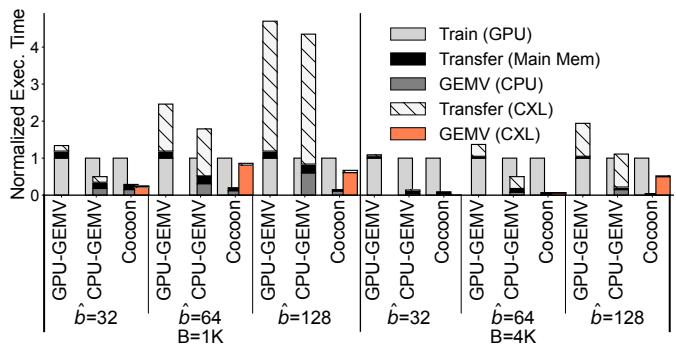 Normalized Exec. Time
4
3
2
1
0
Train (GPU)
Transfer (Main Mem)
GEMV (CPU)
Transfer (CXL)
GEMV (CXL)
GPU-GEMV
CPU-GEMV
Cocoon
GPU-GEMV
CPU-GEMV
Cocoon
GPU-GEMV
CPU-GEMV
Cocoon
GPU-GEMV
CPU-GEMV
Cocoon
GPU-GEMV
CPU-GEMV
Cocoon
GPU-GEMV
CPU-GEMV
Cocoon
b̂=32
b̂=64
b̂=128
b̂=32
b̂=64
b̂=128
B=1K
B=4K